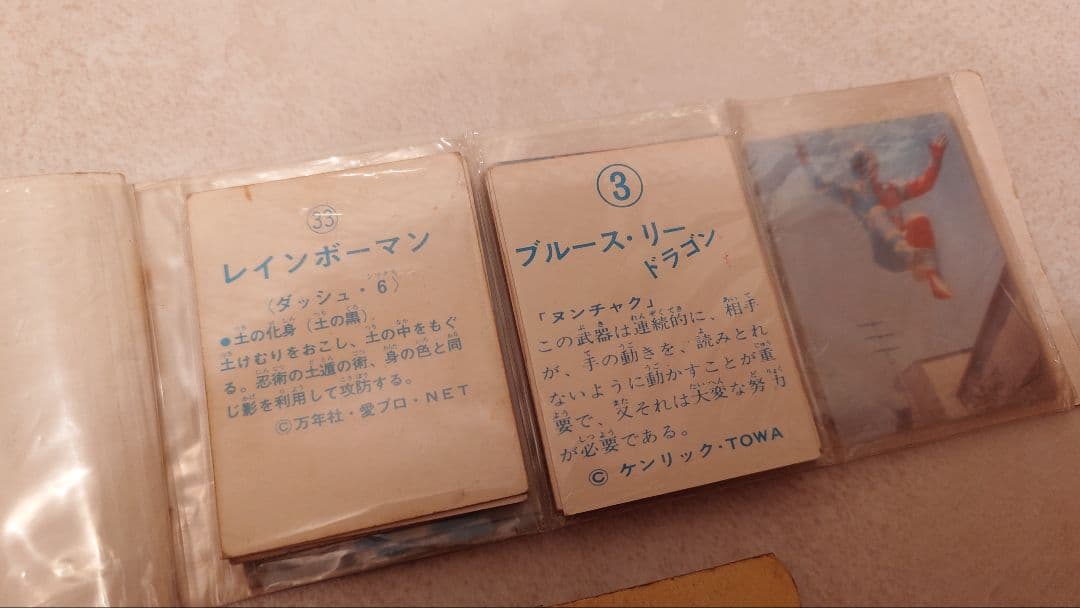 33
レインボーマン
〈ダッシュ・6〉
●土の化身(土の黒)。
土けむりをおこし、土の中をもぐ
る。忍術の土遁の術、身の色と同
じ影を利用して攻防する。
©万年社・愛プロ・NET
3
ブルース・リー
ドラゴン
「ヌンチャク」
この武器は連続的に、相手
が、手の動きを、読みとれ
ないように動かすことが重
要で、又それは大変な努力
が必要である。
© ケンリック・TOWA